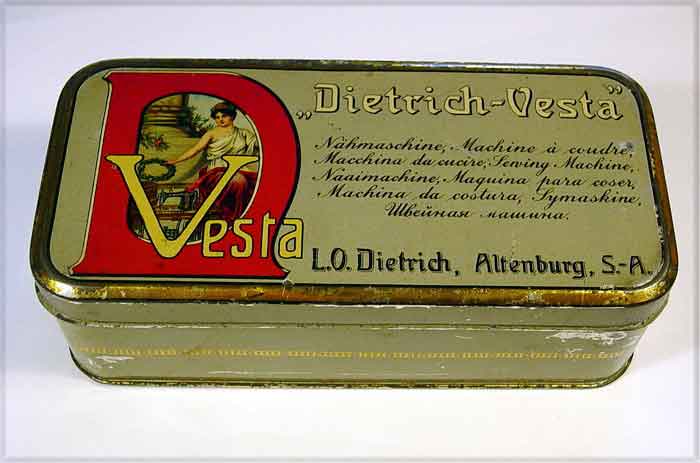 D
Vesta
„Dietrich-Vesta”
Nähmaschine, Machine à coudre,
Macchina da cucire, Sewing Machine,
Naaimachine, Maquina para coser,
Machina da costura, Symaskine,
Швейная машина.
L.O. Dietrich, Altenburg, S.-A.